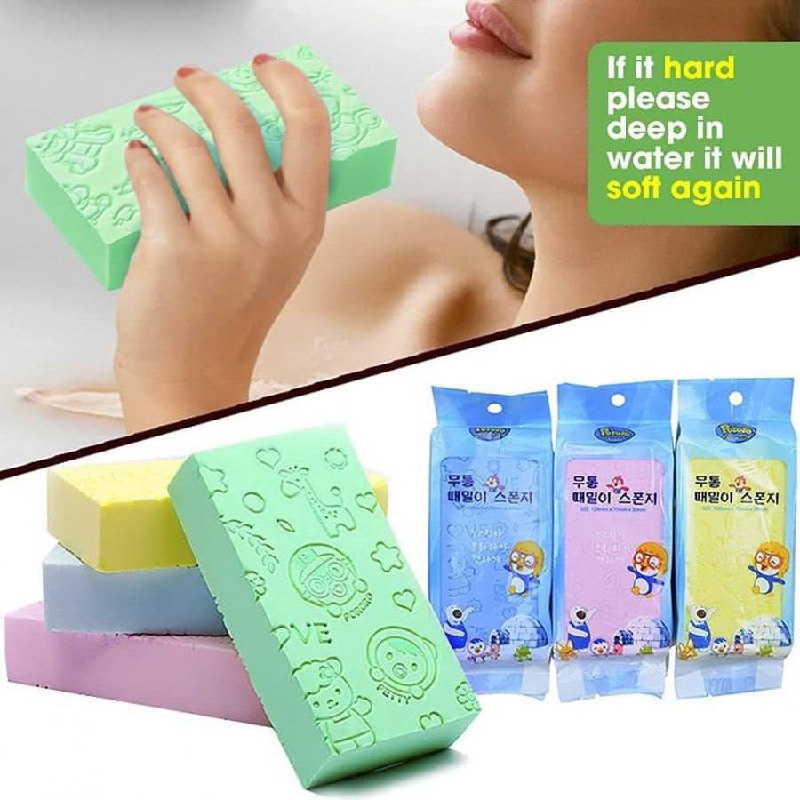 If it hard
please
deep in
water it will
soft again
무통
때밀이 스폰지
무통
때밀이 스폰지
무통
때밀이 스폰지
LOVE
PORORO
PATTY